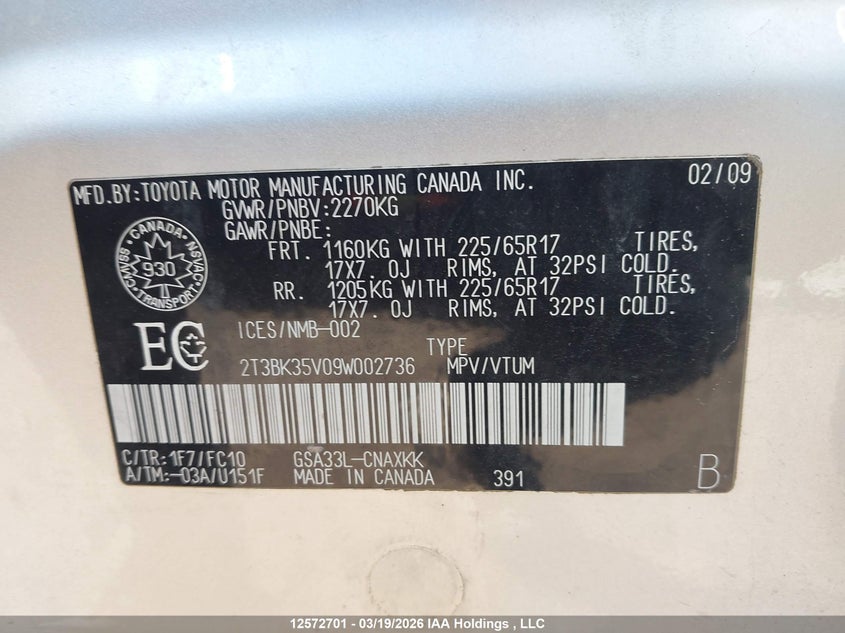 MFD.BY:TOYOTA MOTOR MANUFACTURING CANADA INC. 02/09
GVWR/PNBV:2270KG
GAWR/PNBE:
FRT. 1160KG WITH 225/65R17 TIRES,
17X7.0J RIMS, AT 32PSI COLD.
RR. 1205KG WITH 225/65R17 TIRES,
17X7.0J RIMS, AT 32PSI COLD.
CANADA
CMVSS 930 NSVAC
TRANSPORT
EC
ICES/NMB-002
TYPE
2T3BK35V09W002736 MPV/VTUM
C/TR:1F7/FC10 GSA33L-CNAXKK
A/TM:-03A/U151F MADE IN CANADA 391 B
12572701 - 03/19/2026 IAA Holdings , LLC